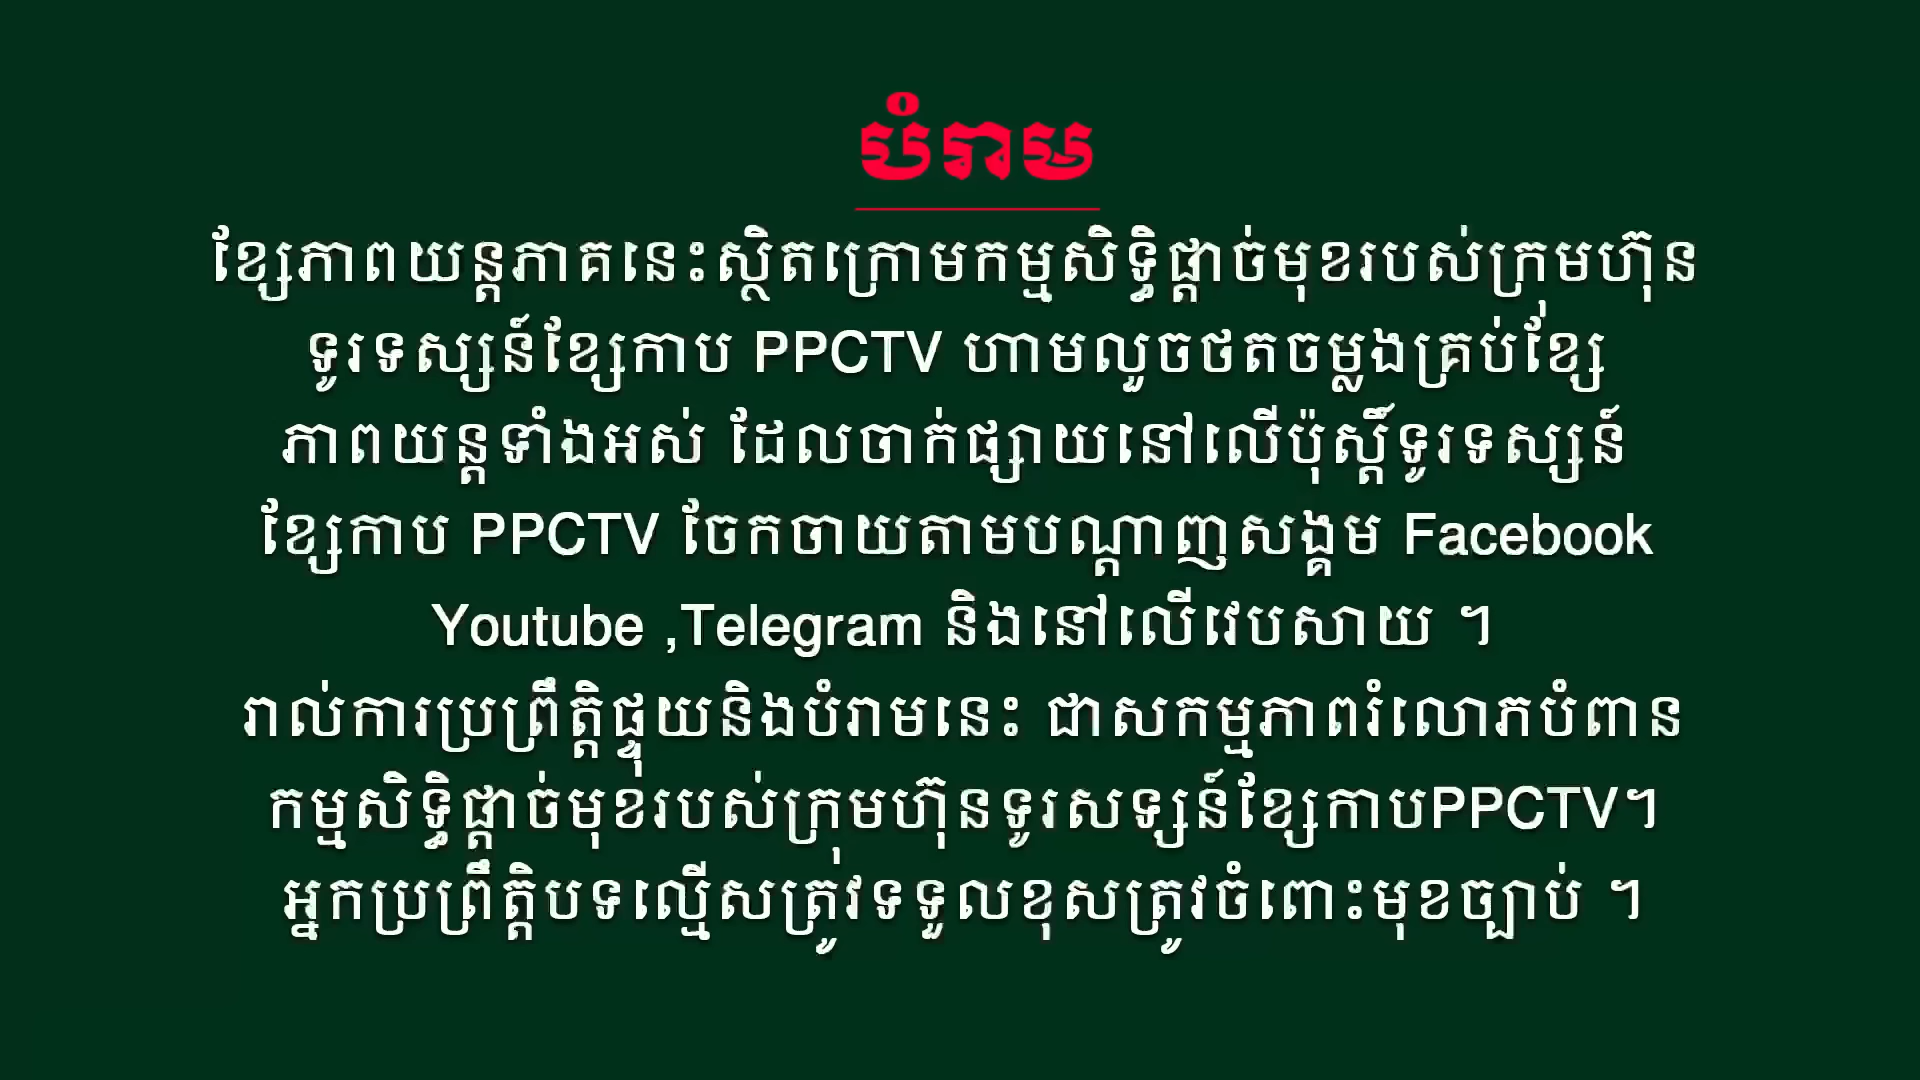 បំរាម
ខ្សែភាពយន្តភាគនេះស្ថិតក្រោមកម្មសិទ្ធិផ្តាច់មុខរបស់ក្រុមហ៊ុន
ទូរទស្សន៍ខ្សែកាប PPCTV ហាមលួចថតចម្លងគ្រប់ខ្សែ
ភាពយន្តទាំងអស់ ដែលចាក់ផ្សាយនៅលើប៉ុស្តិ៍ទូរទស្សន៍
ខ្សែកាប PPCTV ចែកចាយតាមបណ្តាញសង្គម Facebook
Youtube ,Telegram និងនៅលើវេបសាយ ។
រាល់ការប្រព្រឹត្តិផ្ទុយនិងបំរាមនេះ ជាសកម្មភាពរំលោភបំពាន
កម្មសិទ្ធិផ្តាច់មុខរបស់ក្រុមហ៊ុនទូរសទ្សន៍ខ្សែកាបPPCTV។
អ្នកប្រព្រឹត្តិបទល្មើសត្រូវទទួលខុសត្រូវចំពោះមុខច្បាប់ ។